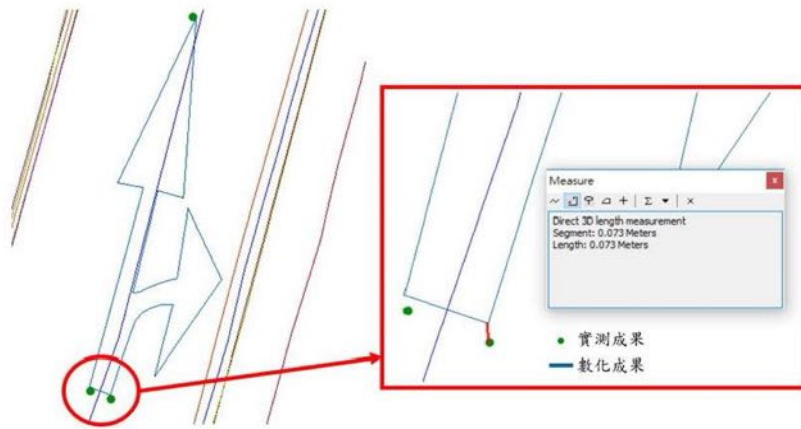 Measure
Direct 3D length measurement
Segment: 0.073 Meters
Length: 0.073 Meters
實測成果
數化成果